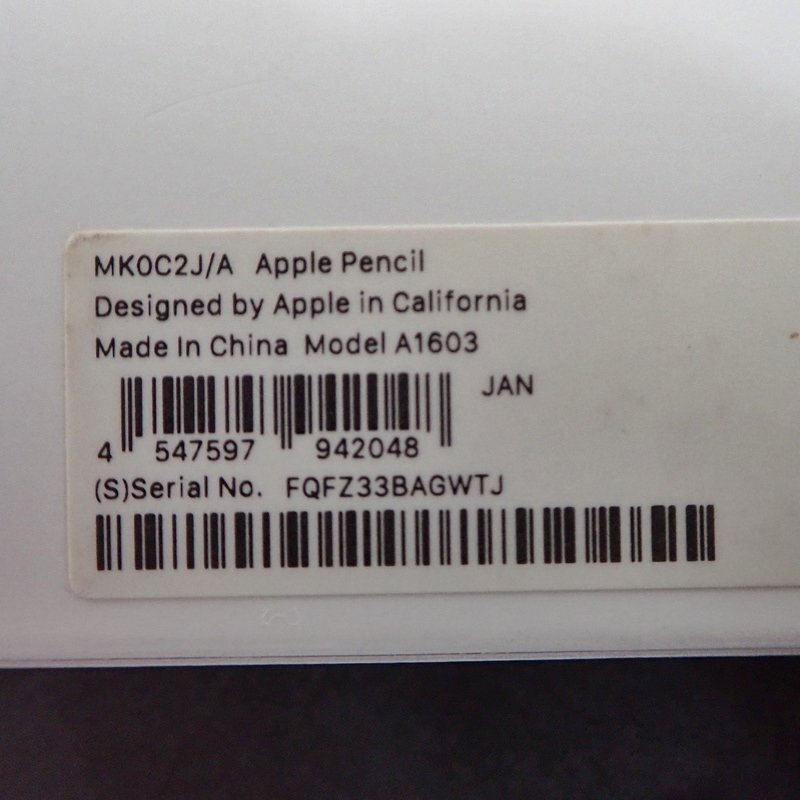 MK0C2J/A Apple Pencil
Designed by Apple in California
Made In China Model A1603
JAN
4 547597 942048
(S)Serial No. FQFZ33BAGWTJ